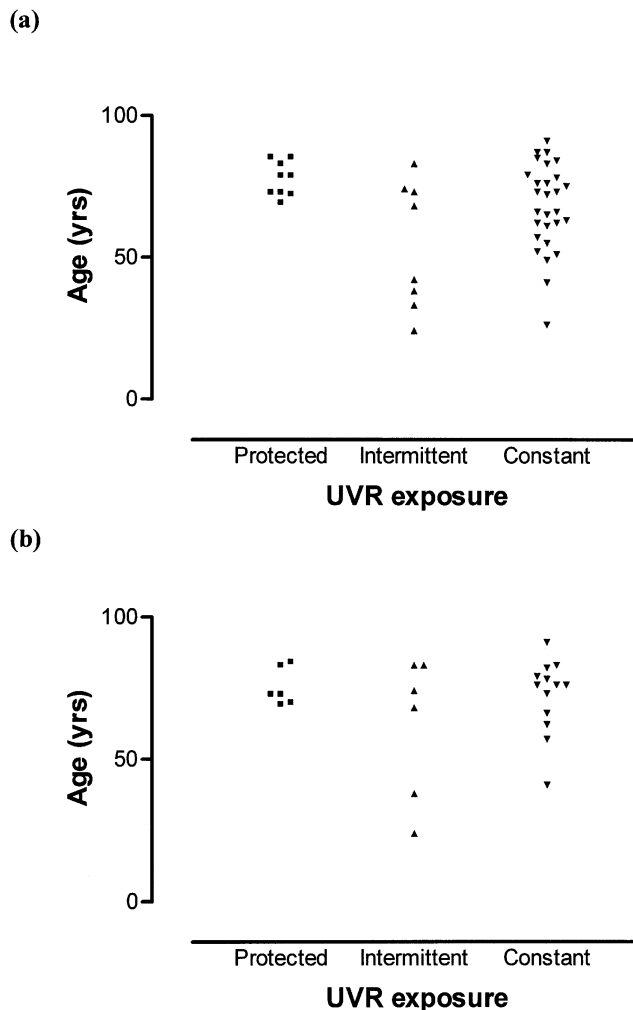 (a)
100
50
0
Age (yrs)
Protected Intermittent Constant
UVR exposure
(b)
100
50
0
Age (yrs)
Protected Intermittent Constant
UVR exposure